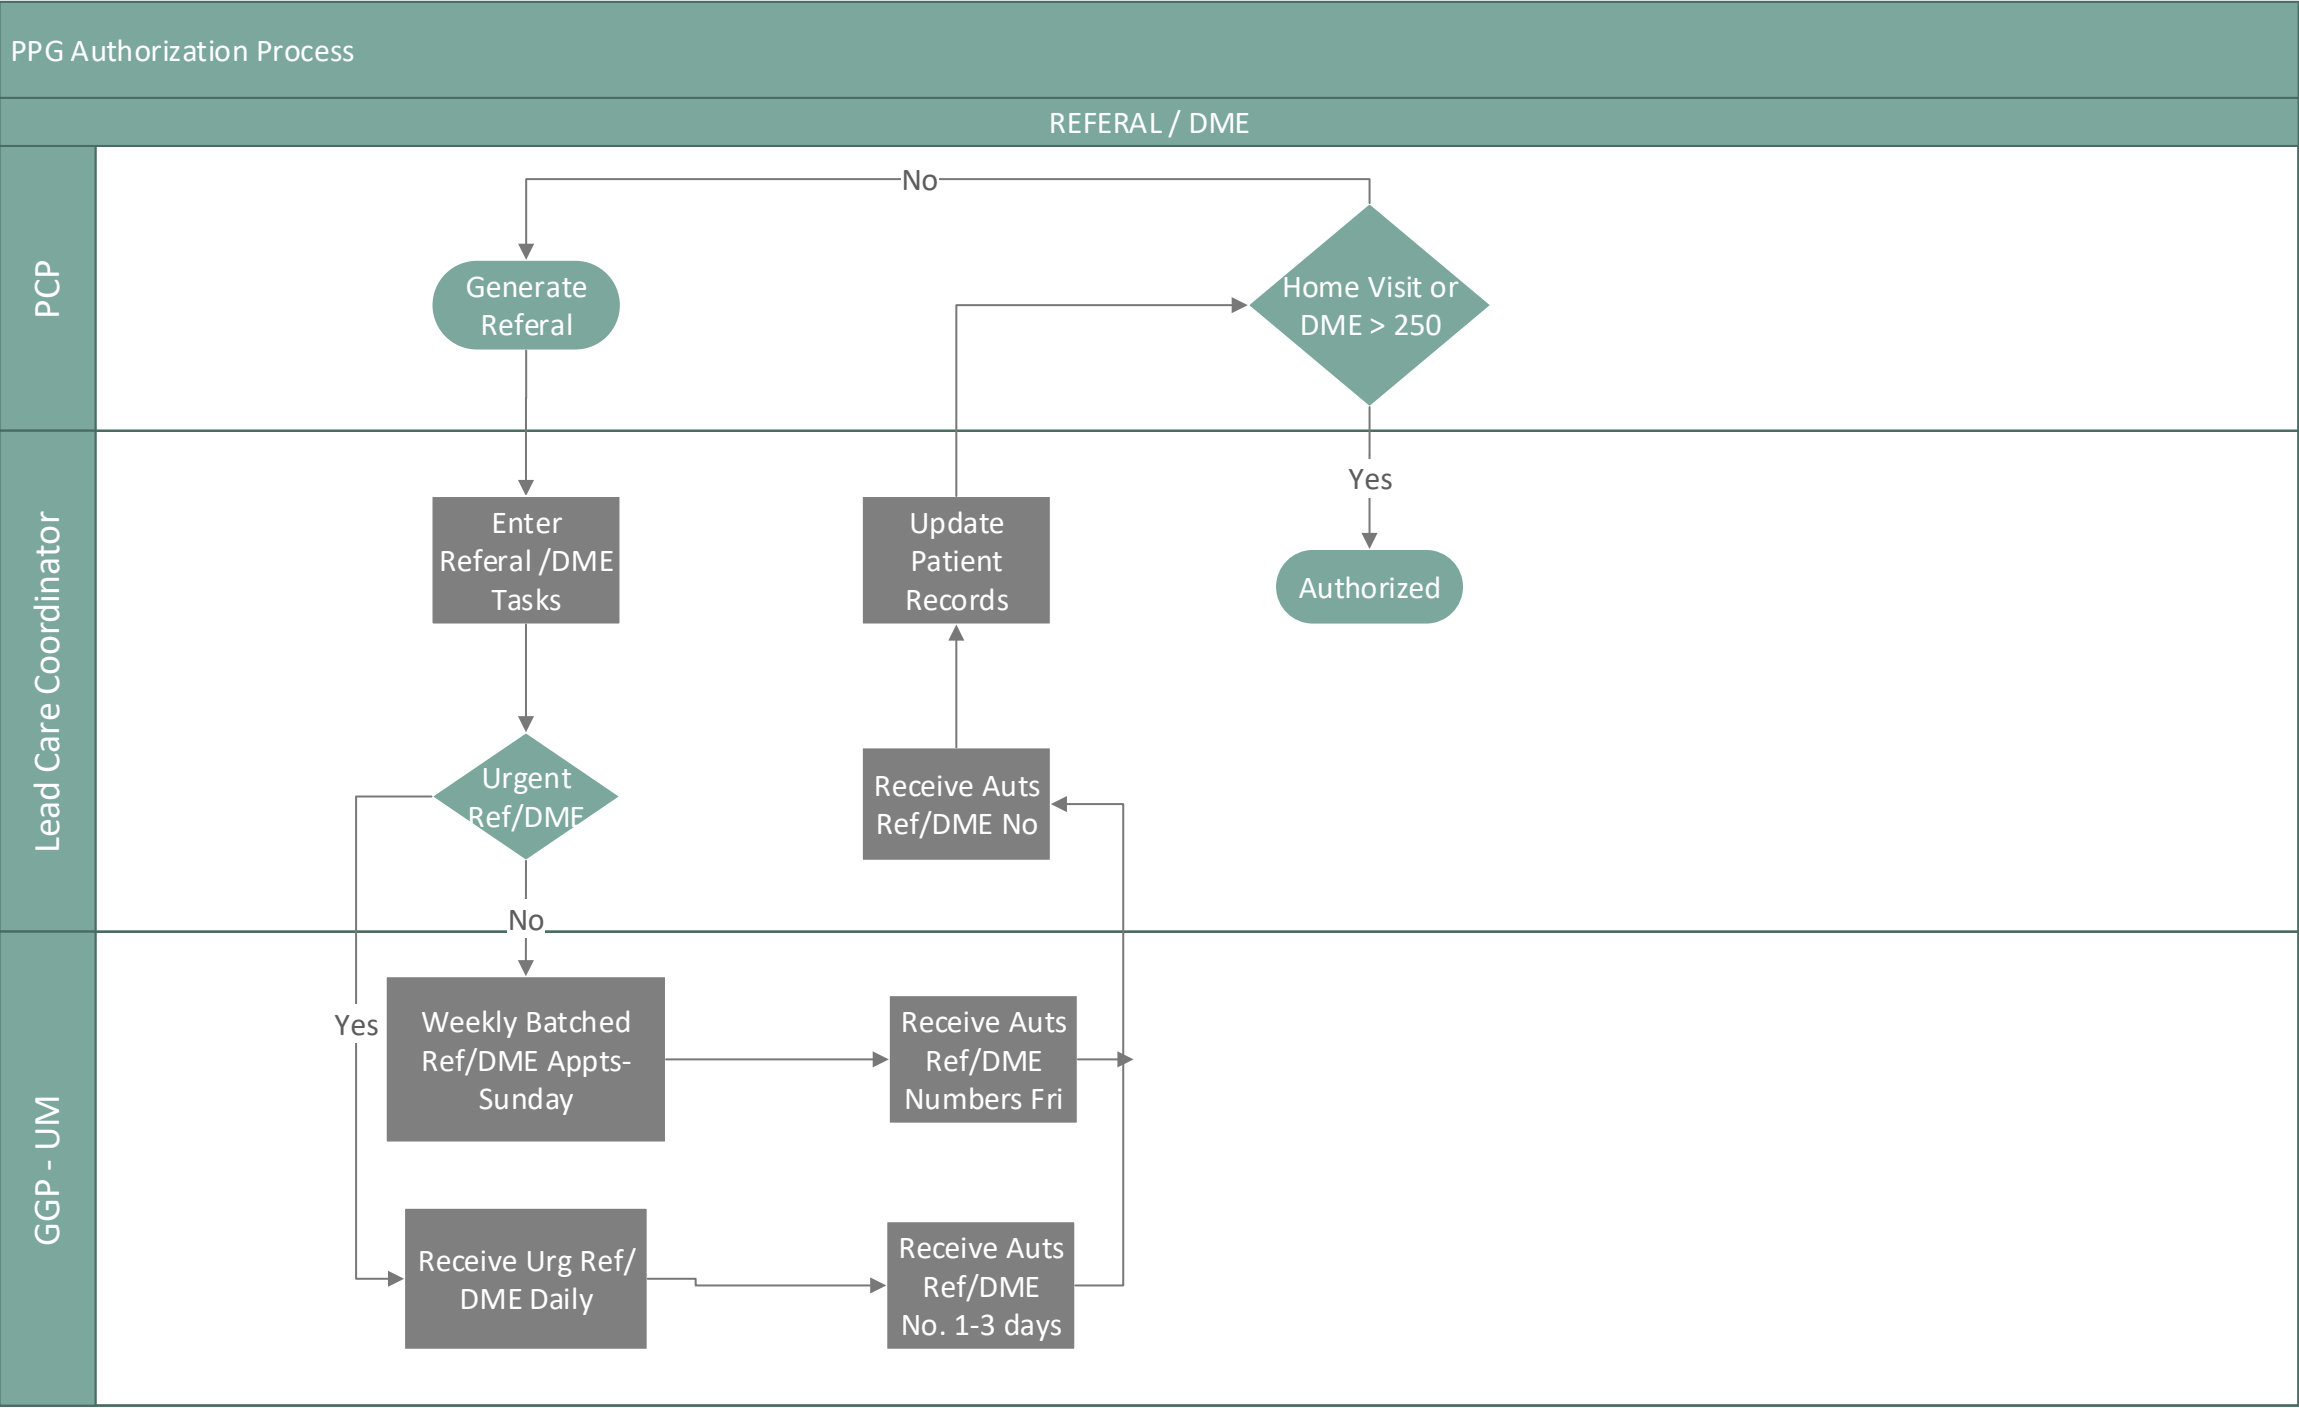 PPG Authorization Process
REFERAL / DME
PCP
No
Generate
Referal
Home Visit or
DME > 250
Lead Care Coordinator
Yes
Enter
Referal /DME
Tasks
Update
Patient
Records
Authorized
Urgent
Ref/DME
Receive Auts
Ref/DME No
No
GGP - UM
Yes
Weekly Batched
Ref/DME Appts-
Sunday
Receive Auts
Ref/DME
Numbers Fri
Receive Urg Ref/
DME Daily
Receive Auts
Ref/DME
No. 1-3 days